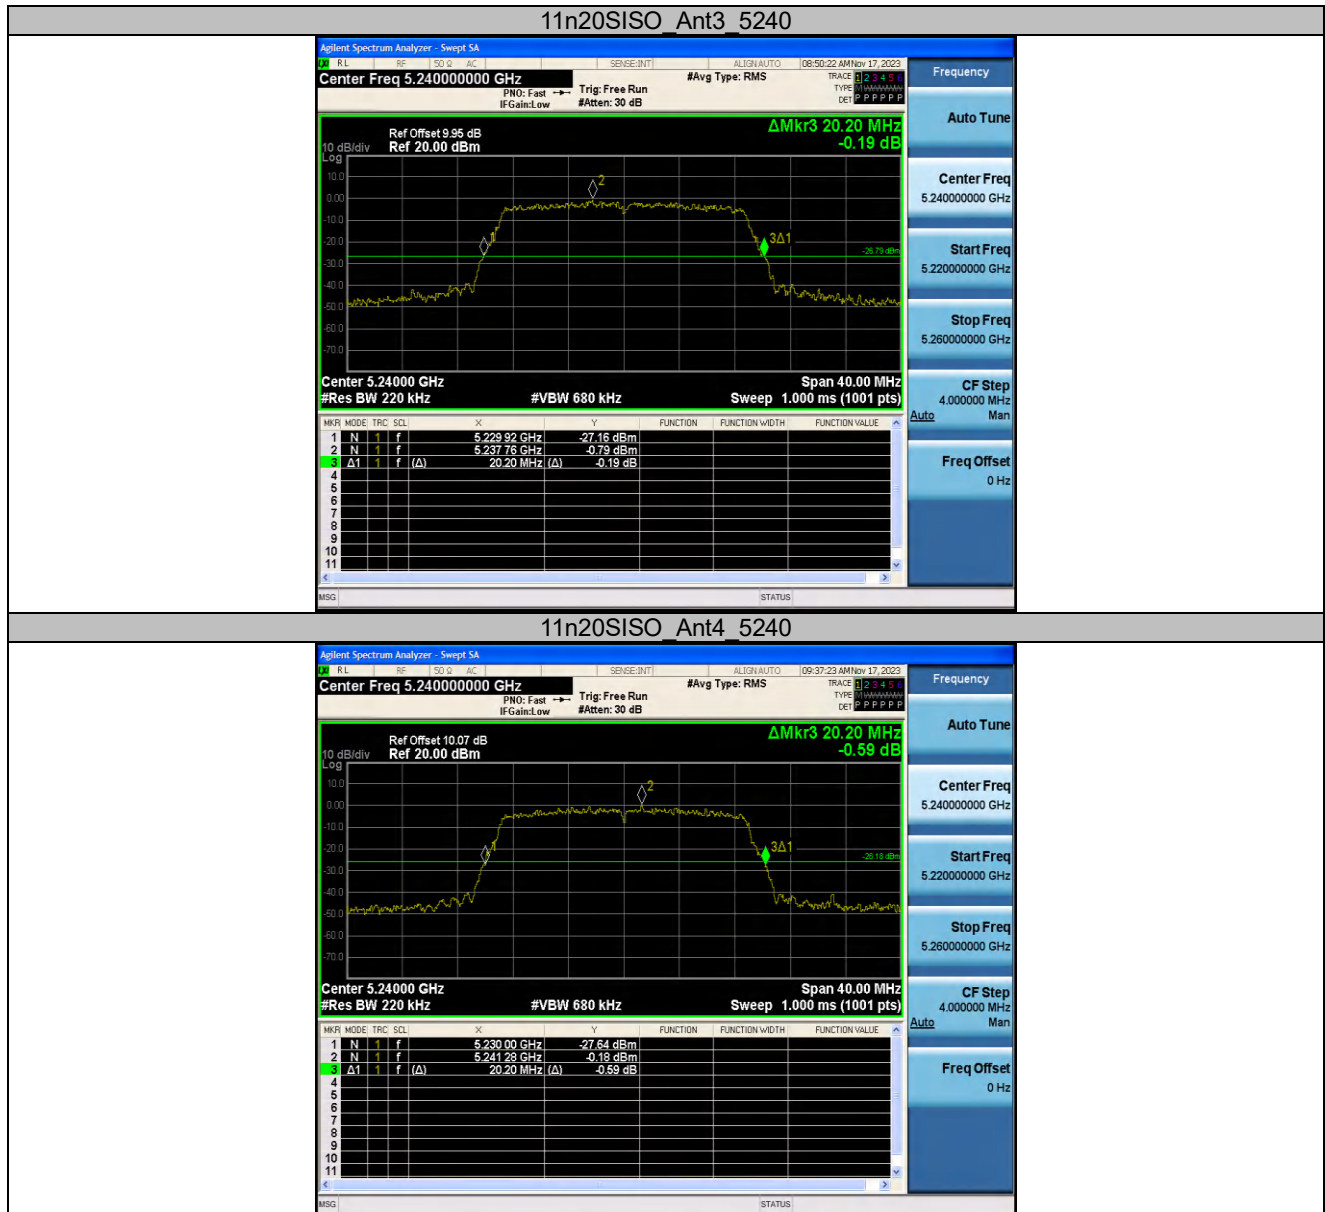 11n20SISO_Ant3_5240
Agilent Spectrum Analyzer - Swept SA
RL RF 50 Ω AC SENSE:INT ALIGNAUTO 08:50:22 AM Nov 17, 2023
Center Freq 5.240000000 GHz #Avg Type: RMS TRACE 1 2 3 4 5 6
PNO: Fast Trig: Free Run TYPE
IFGain:Low #Atten: 30 dB DET P P P P P P
Frequency
Auto Tune
Center Freq
5.240000000 GHz
Start Freq
5.220000000 GHz
Stop Freq
5.260000000 GHz
CF Step
4.000000 MHz
Auto Man
Freq Offset
0 Hz
ΔMkr3 20.20 MHz
-0.19 dB
Ref Offset 9.95 dB
10 dB/div Ref 20.00 dBm
Log
10.0
0.00
-10.0
-20.0
-30.0
-40.0
-50.0
-60.0
-70.0
2
1
3Δ1
-26.79 dBm
Center 5.24000 GHz Span 40.00 MHz
#Res BW 220 kHz #VBW 680 kHz Sweep 1.000 ms (1001 pts)
MKR MODE TRC SCL X Y FUNCTION FUNCTION WIDTH FUNCTION VALUE
1 N 1 f 5.229 92 GHz -27.16 dBm
2 N 1 f 5.237 76 GHz -0.79 dBm
3 Δ1 1 f (Δ) 20.20 MHz (Δ) -0.19 dB
4
5
6
7
8
9
10
11
MSG STATUS
11n20SISO_Ant4_5240
Agilent Spectrum Analyzer - Swept SA
RL RF 50 Ω AC SENSE:INT ALIGNAUTO 09:37:23 AM Nov 17, 2023
Center Freq 5.240000000 GHz #Avg Type: RMS TRACE 1 2 3 4 5 6
PNO: Fast Trig: Free Run TYPE
IFGain:Low #Atten: 30 dB DET P P P P P P
Frequency
Auto Tune
Center Freq
5.240000000 GHz
Start Freq
5.220000000 GHz
Stop Freq
5.260000000 GHz
CF Step
4.000000 MHz
Auto Man
Freq Offset
0 Hz
ΔMkr3 20.20 MHz
-0.59 dB
Ref Offset 10.07 dB
10 dB/div Ref 20.00 dBm
Log
10.0
0.00
-10.0
-20.0
-30.0
-40.0
-50.0
-60.0
-70.0
2
1
3Δ1
-26.18 dBm
Center 5.24000 GHz Span 40.00 MHz
#Res BW 220 kHz #VBW 680 kHz Sweep 1.000 ms (1001 pts)
MKR MODE TRC SCL X Y FUNCTION FUNCTION WIDTH FUNCTION VALUE
1 N 1 f 5.230 00 GHz -27.64 dBm
2 N 1 f 5.241 28 GHz -0.18 dBm
3 Δ1 1 f (Δ) 20.20 MHz (Δ) -0.59 dB
4
5
6
7
8
9
10
11
MSG STATUS